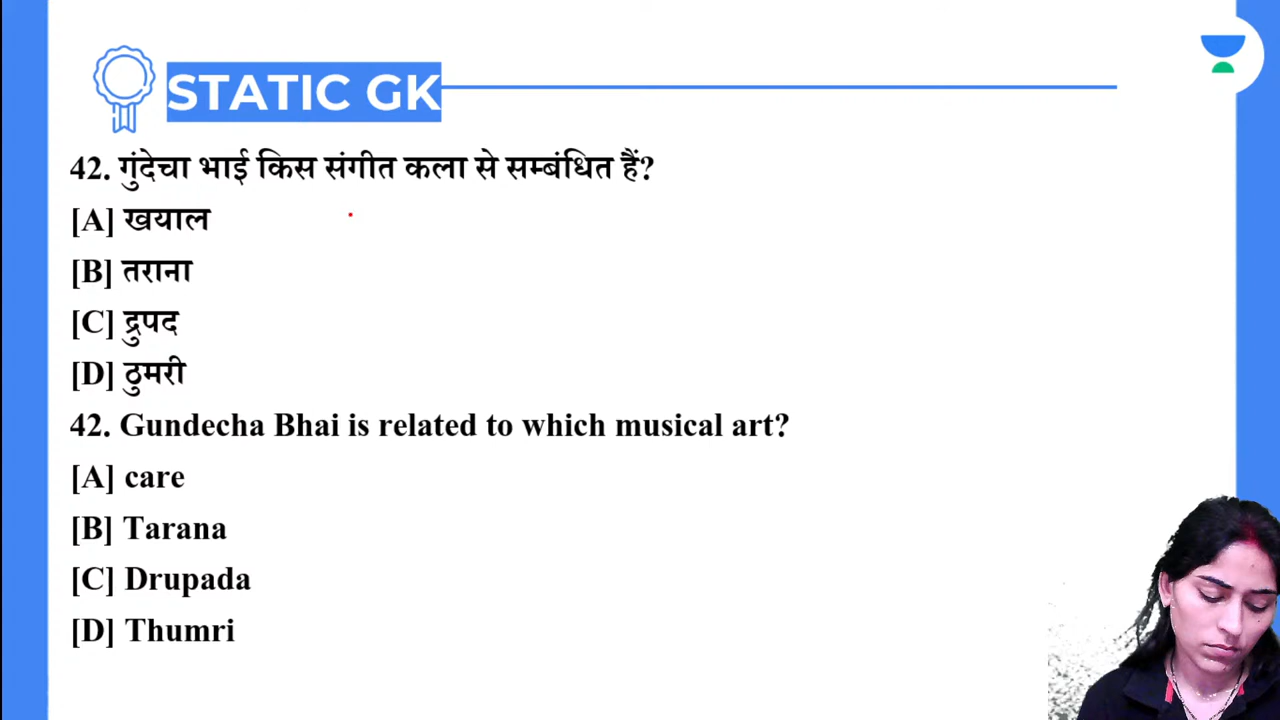 STATIC GK
42. गुंदेचा भाई किस संगीत कला से सम्बंधित हैं?
[A] खयाल
[B] तराना
[C] द्रुपद
[D] ठुमरी
42. Gundecha Bhai is related to which musical art?
[A] care
[B] Tarana
[C] Drupada
[D] Thumri